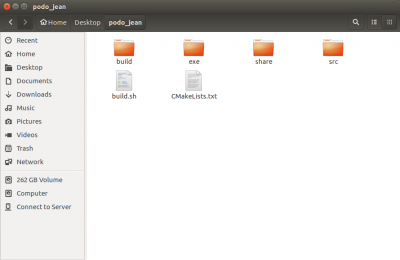 podo_jean
Home Desktop podo_jean
Recent
Home
Desktop
Documents
Downloads
Music
Pictures
Videos
Trash
Network
262 GB Volume
Computer
Connect to Server
build exe share src
build.sh CMakeLists.txt